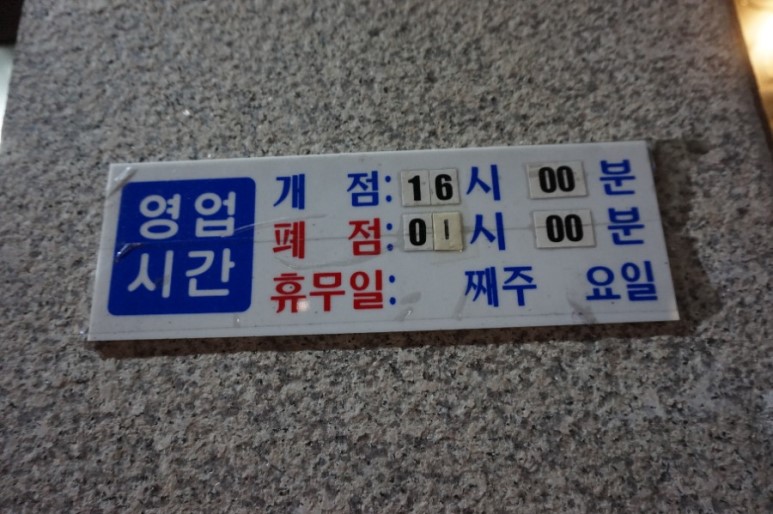 영업
시간
개 점: 16 시 00 분
폐 점: 01 시 00 분
휴무일: 째주 요일